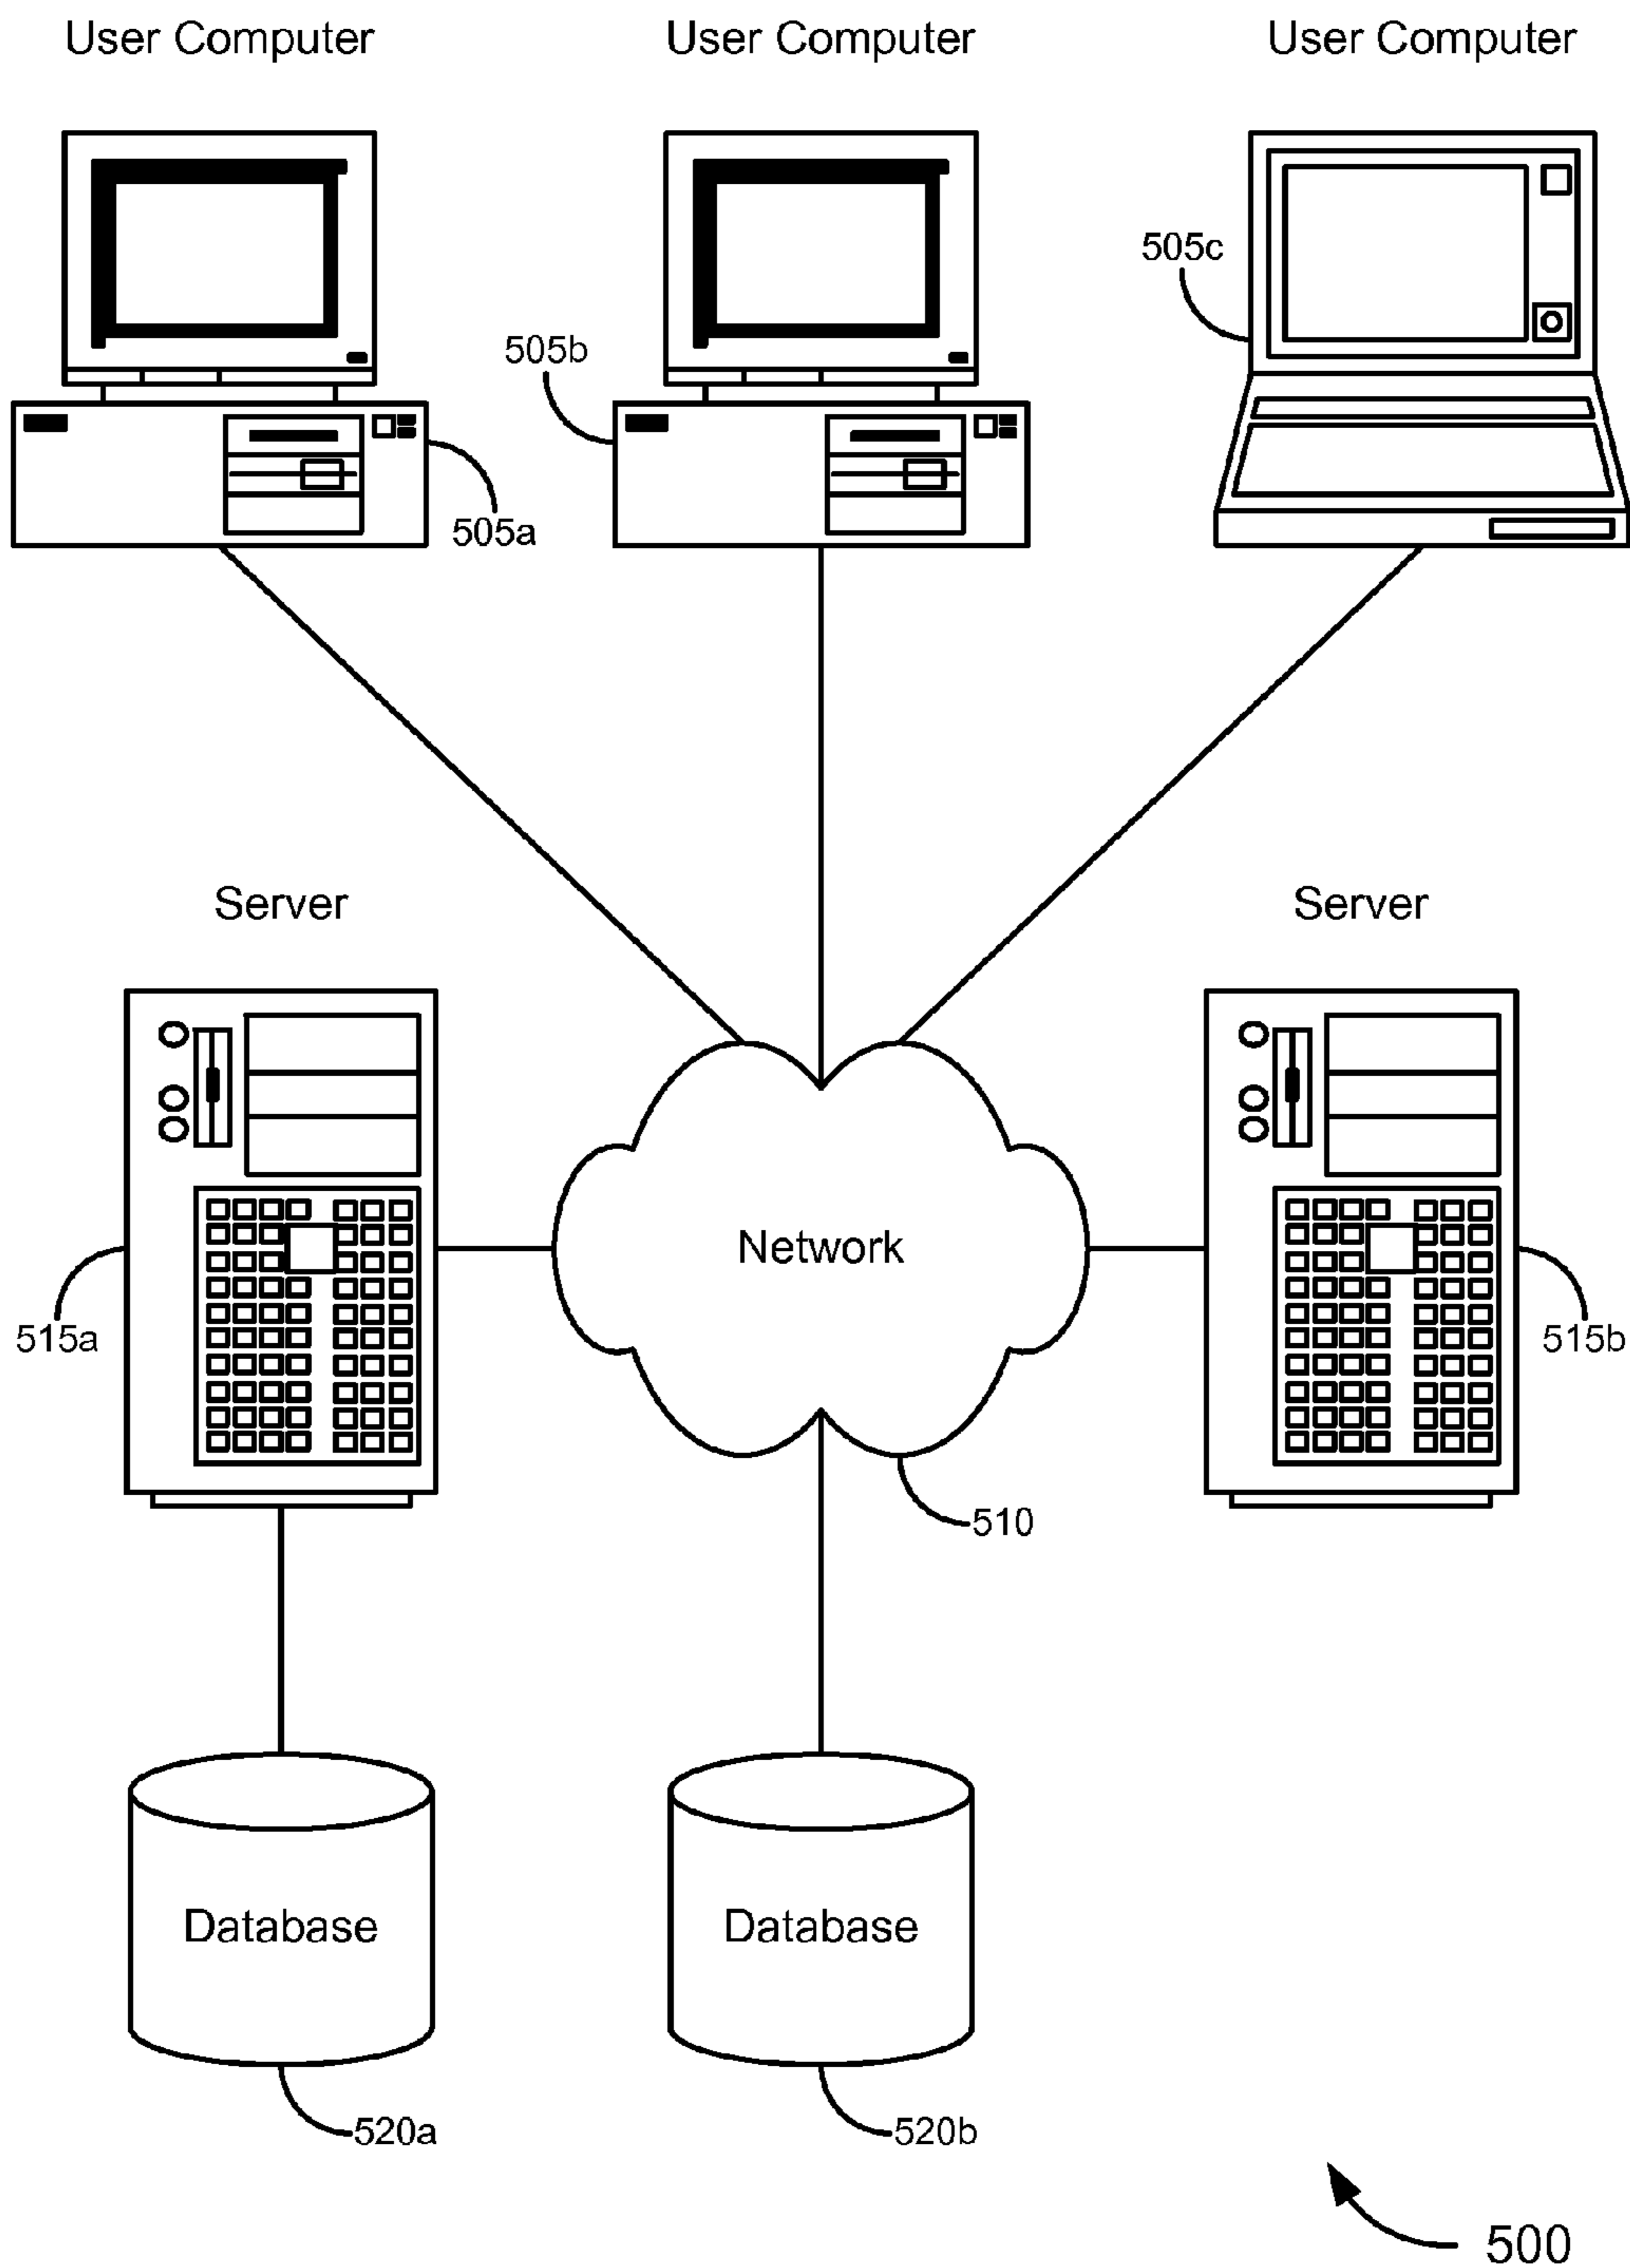 User Computer
User Computer
User Computer
505c
505b
505a
Server
Server
Network
515a
515b
510
Database
Database
520a
520b
500